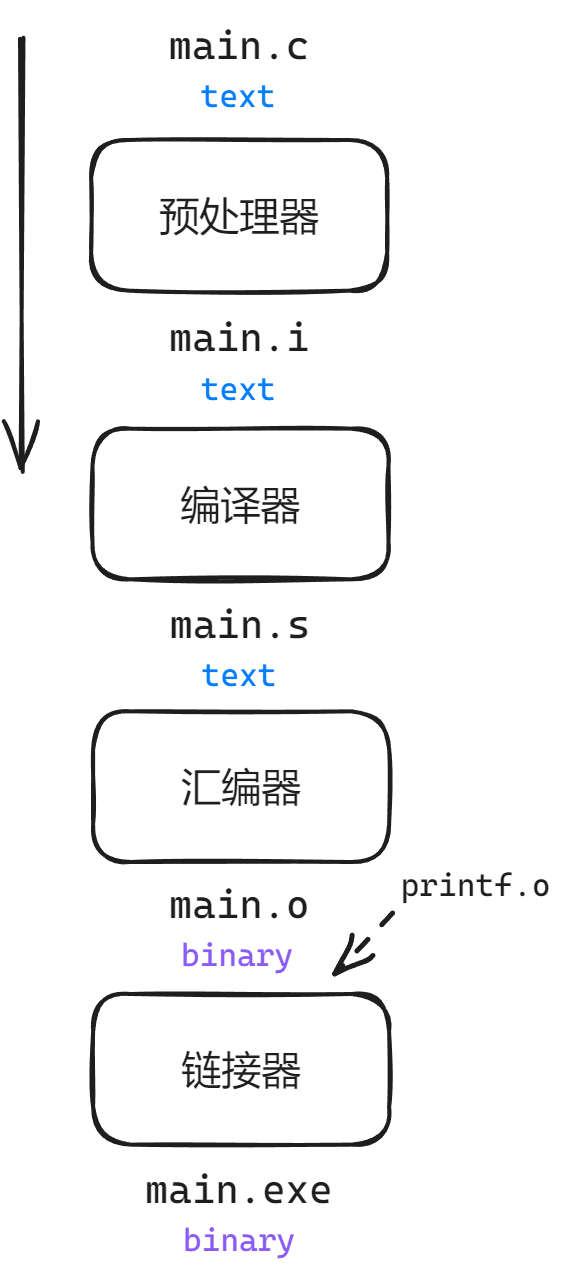 main.c
text
预处理器
main.i
text
编译器
main.s
text
汇编器
printf.o
main.o
binary
链接器
main.exe
binary